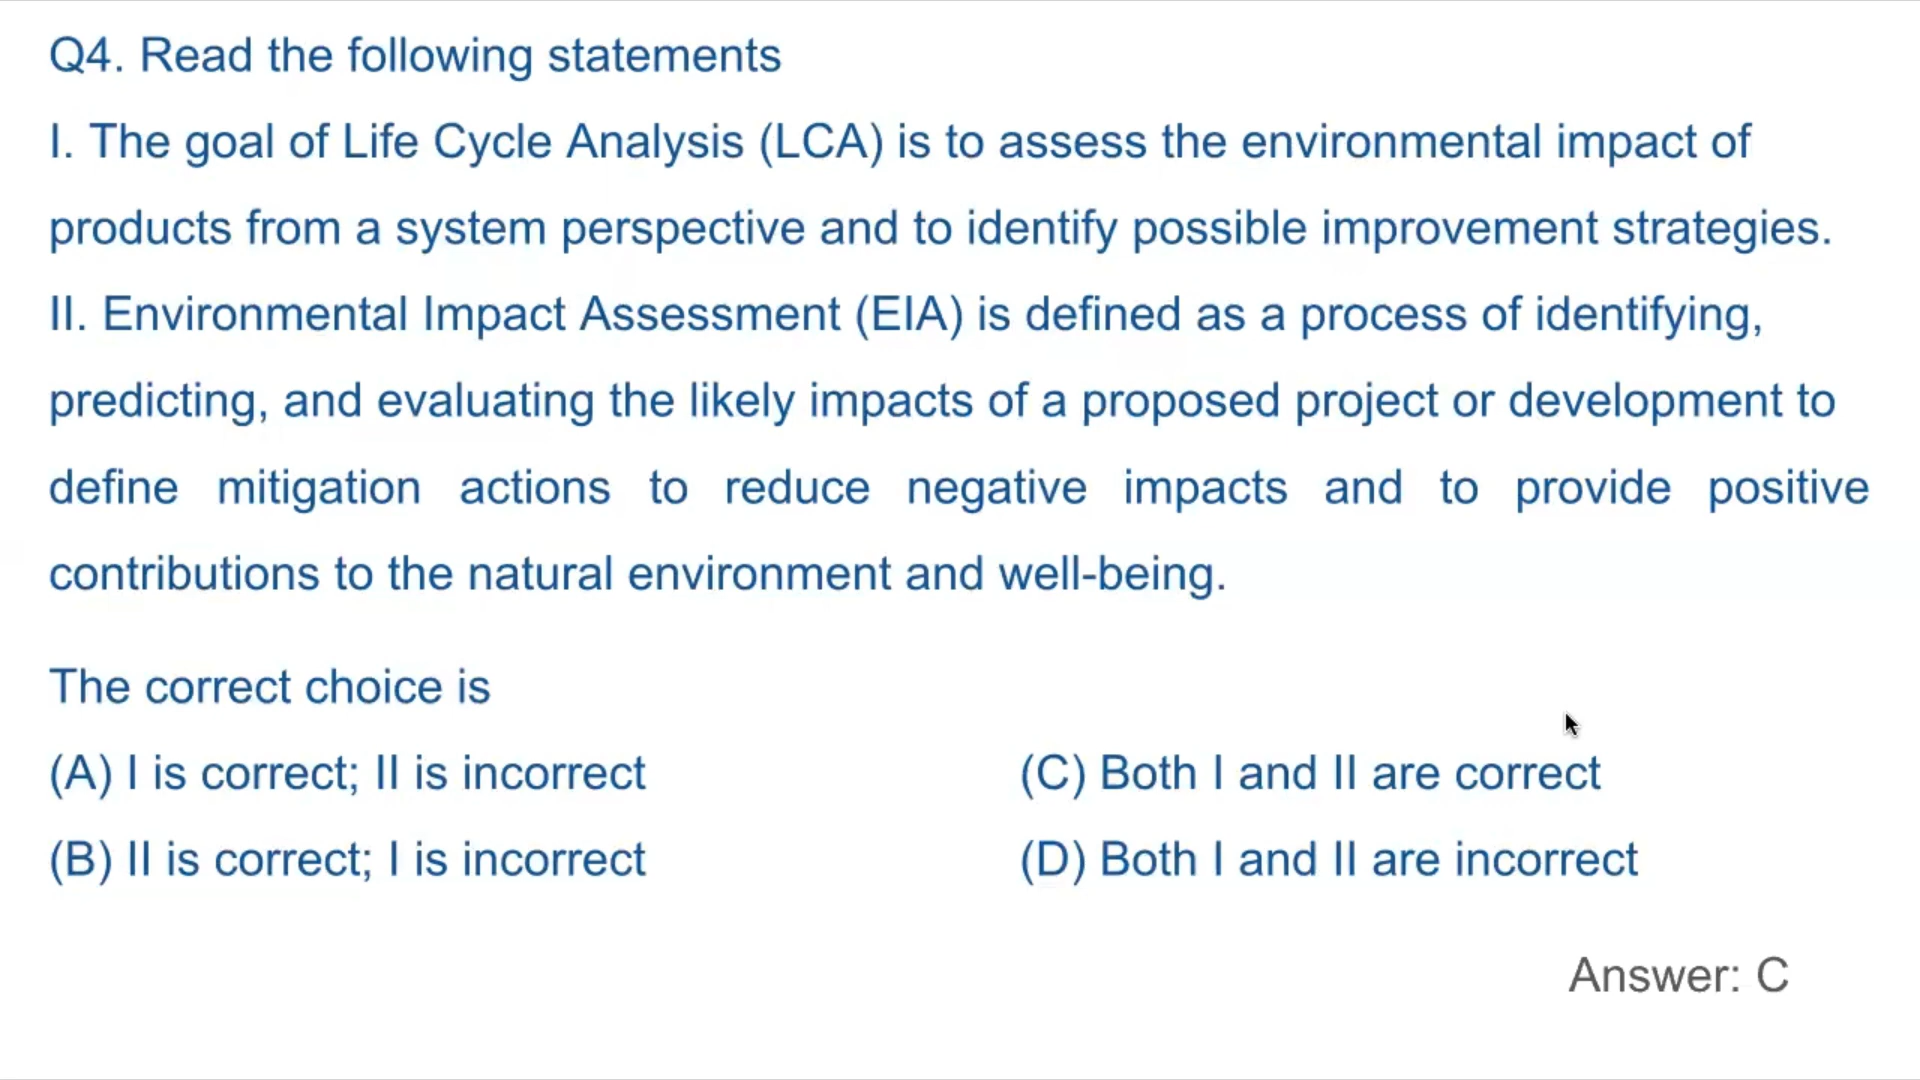 Q4. Read the following statements
I. The goal of Life Cycle Analysis (LCA) is to assess the environmental impact of
products from a system perspective and to identify possible improvement strategies.
II. Environmental Impact Assessment (EIA) is defined as a process of identifying,
predicting, and evaluating the likely impacts of a proposed project or development to
define mitigation actions to reduce negative impacts and to provide positive
contributions to the natural environment and well-being.
The correct choice is
(A) I is correct; II is incorrect
(B) II is correct; I is incorrect
(C) Both I and II are correct
(D) Both I and II are incorrect
Answer: C